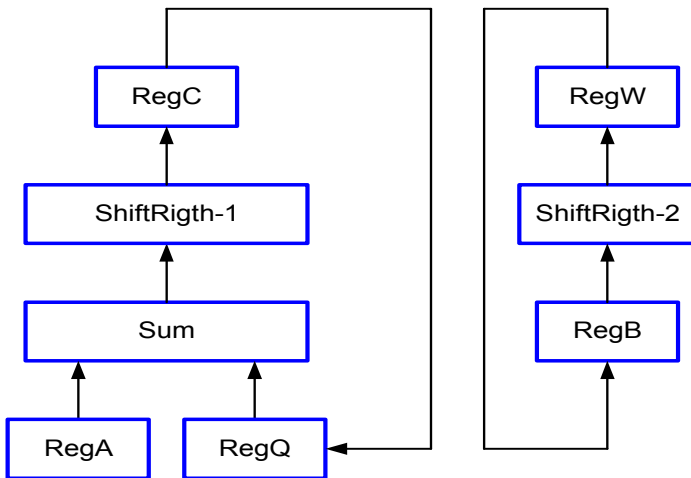 RegC
RegW
ShiftRigth-1
ShiftRigth-2
Sum
RegB
RegA
RegQ